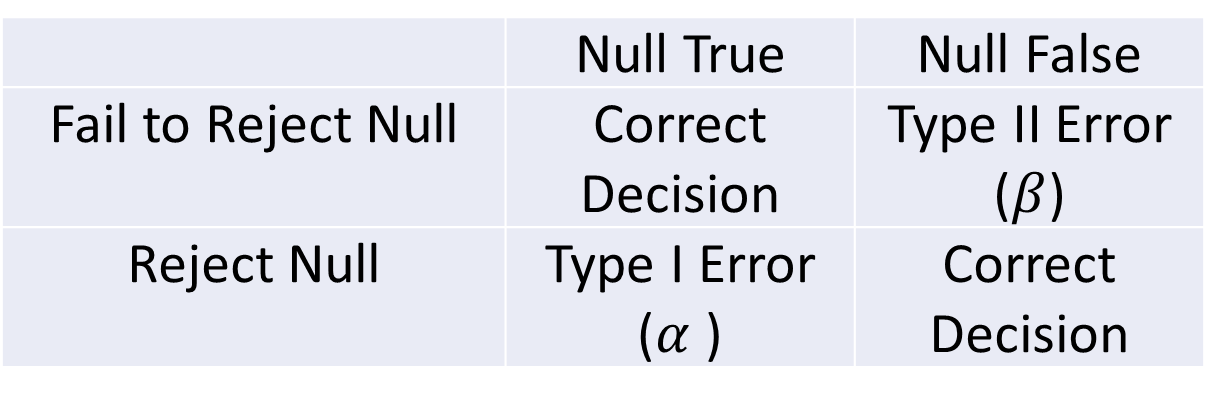 Null True Null False
Fail to Reject Null Correct Type II Error
Decision (β)
Reject Null Type I Error Correct
(α ) Decision